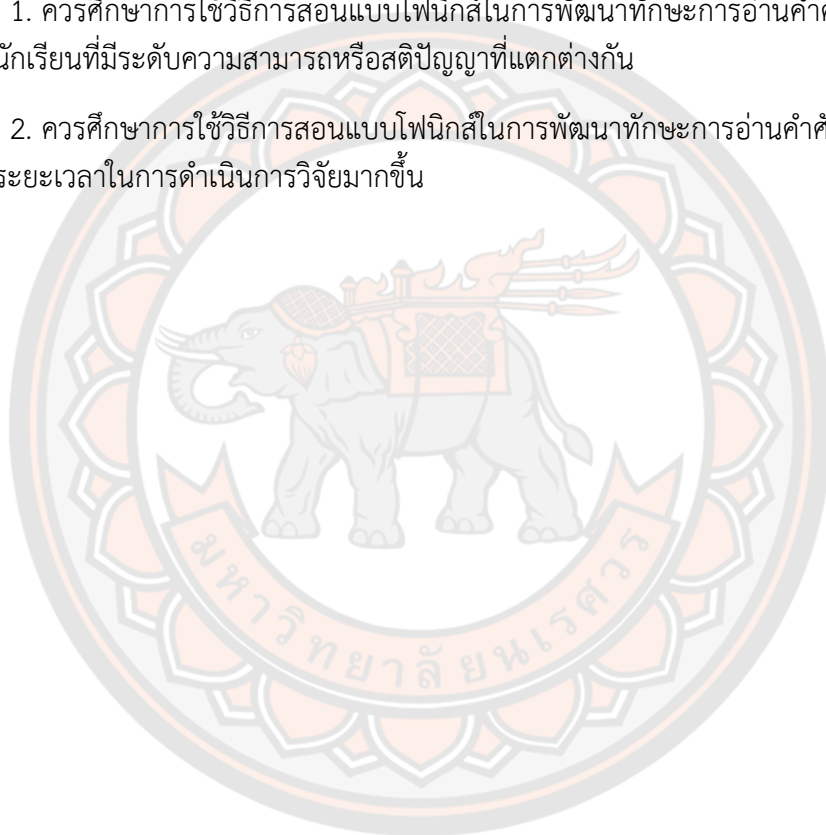 1. ควรศึกษาการใช้วิธีการสอนแบบโฟนิกส์ในการพัฒนาทักษะการอ่านคำ
นักเรียนที่มีระดับความสามารถหรือสติปัญญาที่แตกต่างกัน
2. ควรศึกษาการใช้วิธีการสอนแบบโฟนิกส์ในการพัฒนาทักษะการอ่านคำ
ระยะเวลาในการดำเนินการวิจัยมากขึ้น
มหาวิทยาลัยนเรศวร